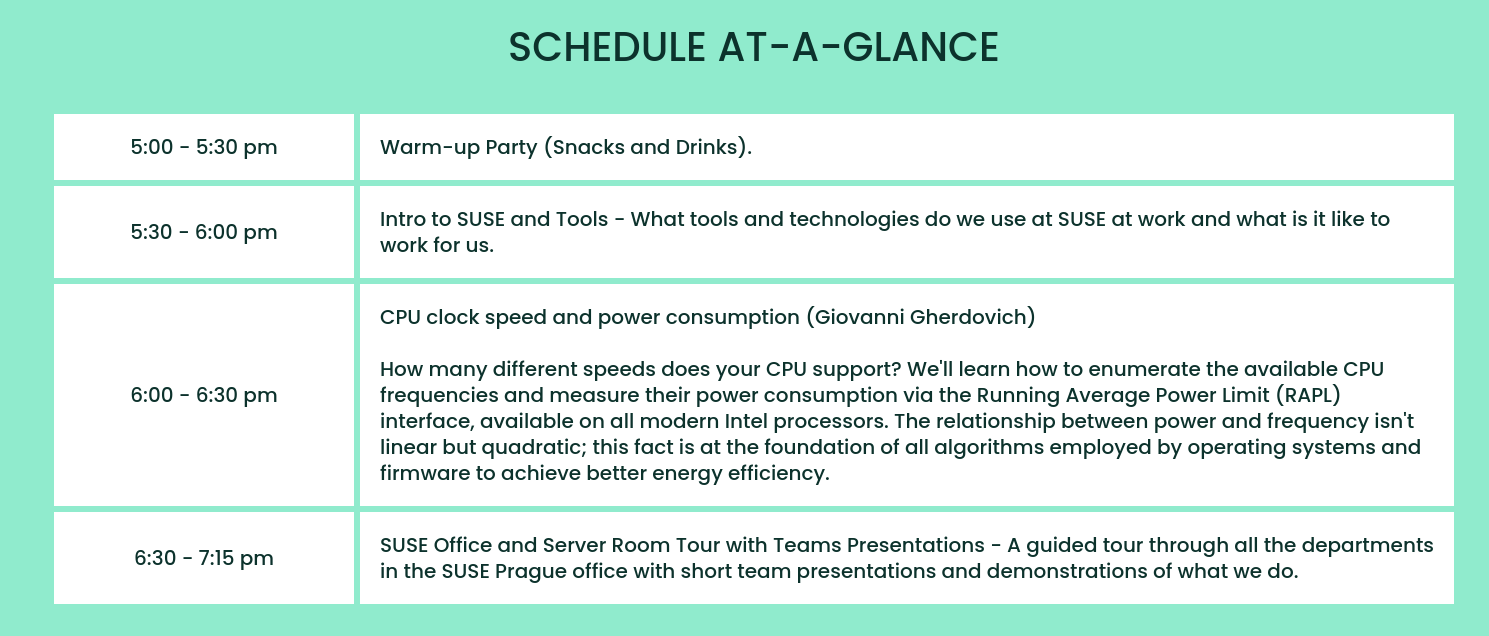 SCHEDULE AT-A-GLANCE
5:00 - 5:30 pm
Warm-up Party (Snacks and Drinks).
5:30 - 6:00 pm
Intro to SUSE and Tools - What tools and technologies do we use at SUSE at work and what is it like to
work for us.
6:00 - 6:30 pm
CPU clock speed and power consumption (Giovanni Gherdovich)
How many different speeds does your CPU support? We'll learn how to enumerate the available CPU
frequencies and measure their power consumption via the Running Average Power Limit (RAPL)
interface, available on all modern Intel processors. The relationship between power and frequency isn't
linear but quadratic; this fact is at the foundation of all algorithms employed by operating systems and
firmware to achieve better energy efficiency.
6:30 - 7:15 pm
SUSE Office and Server Room Tour with Teams Presentations - A guided tour through all the departments
in the SUSE Prague office with short team presentations and demonstrations of what we do.